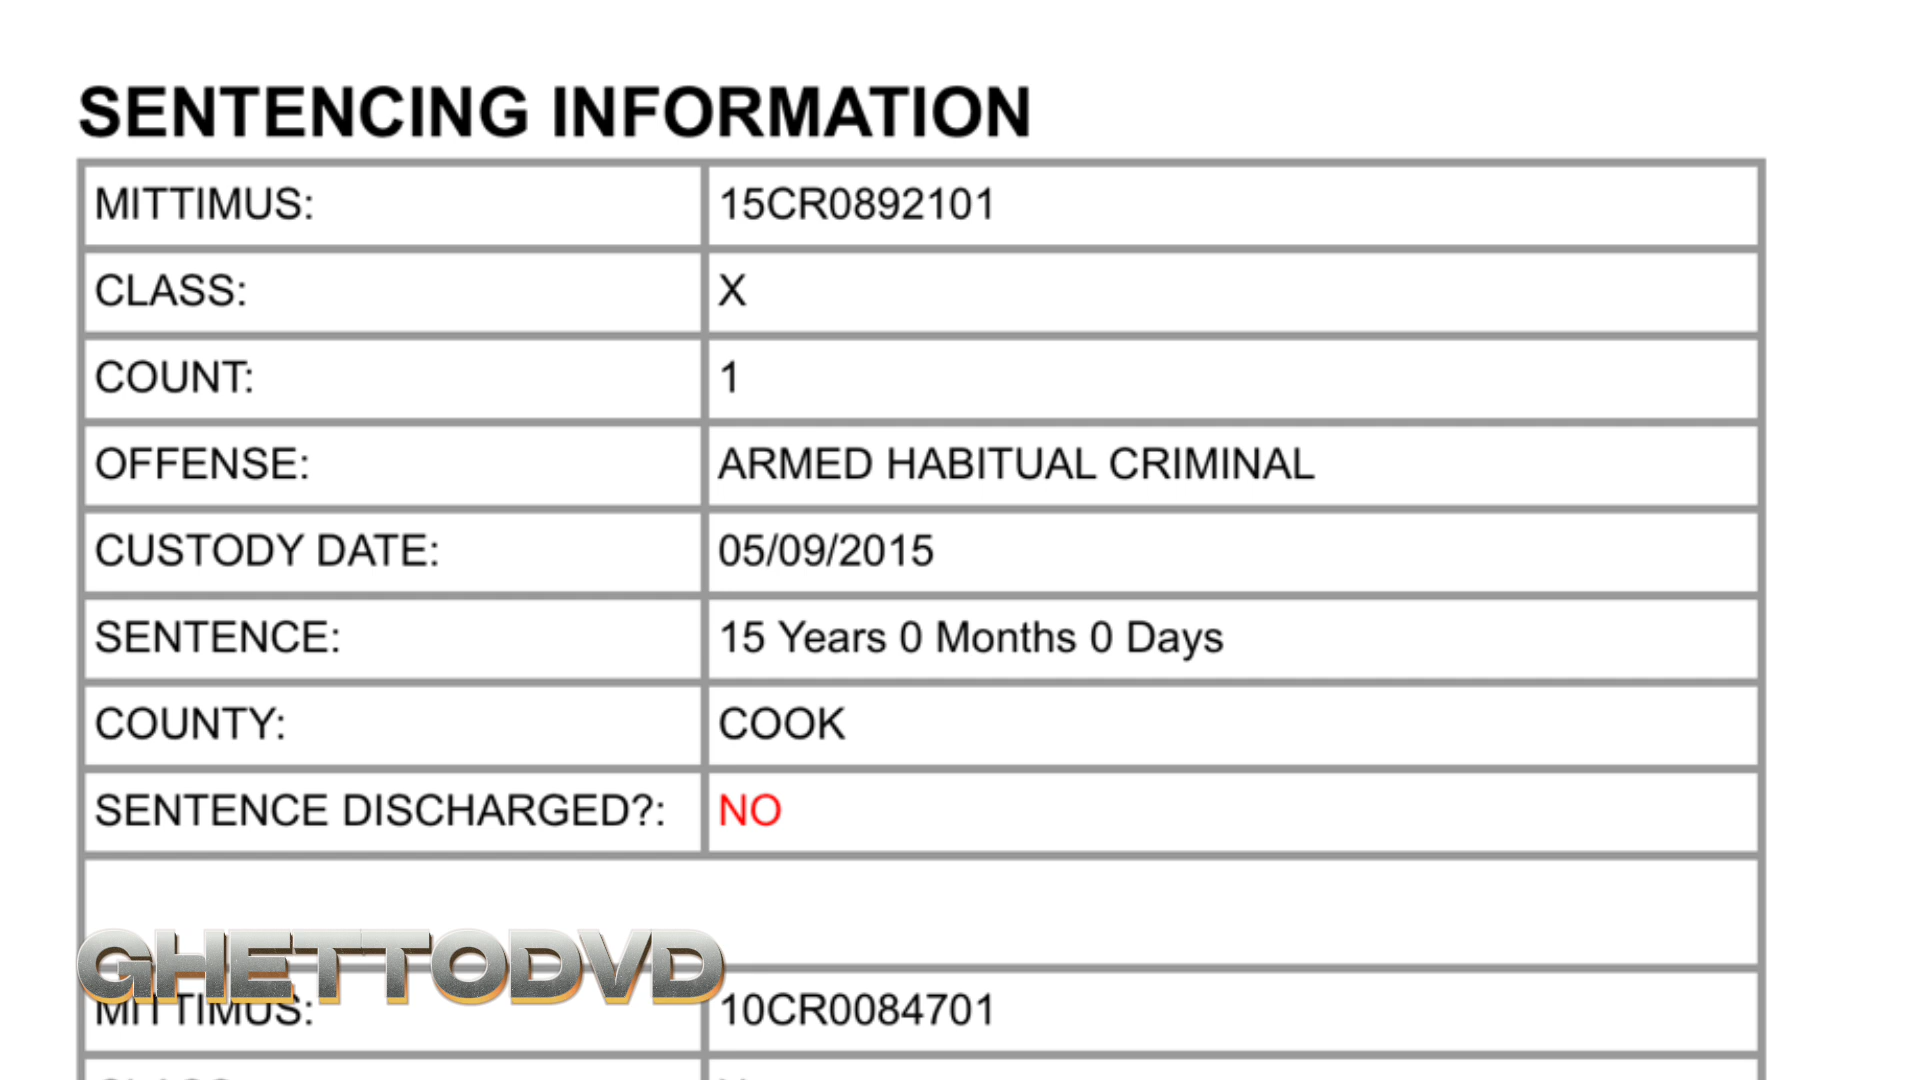 SENTENCING INFORMATION
MITTIMUS: 15CR0892101
CLASS: X
COUNT: 1
OFFENSE: ARMED HABITUAL CRIMINAL
CUSTODY DATE: 05/09/2015
SENTENCE: 15 Years 0 Months 0 Days
COUNTY: COOK
SENTENCE DISCHARGED?: NO
GHETTODVD
MITTIMUS: 10CR0084701